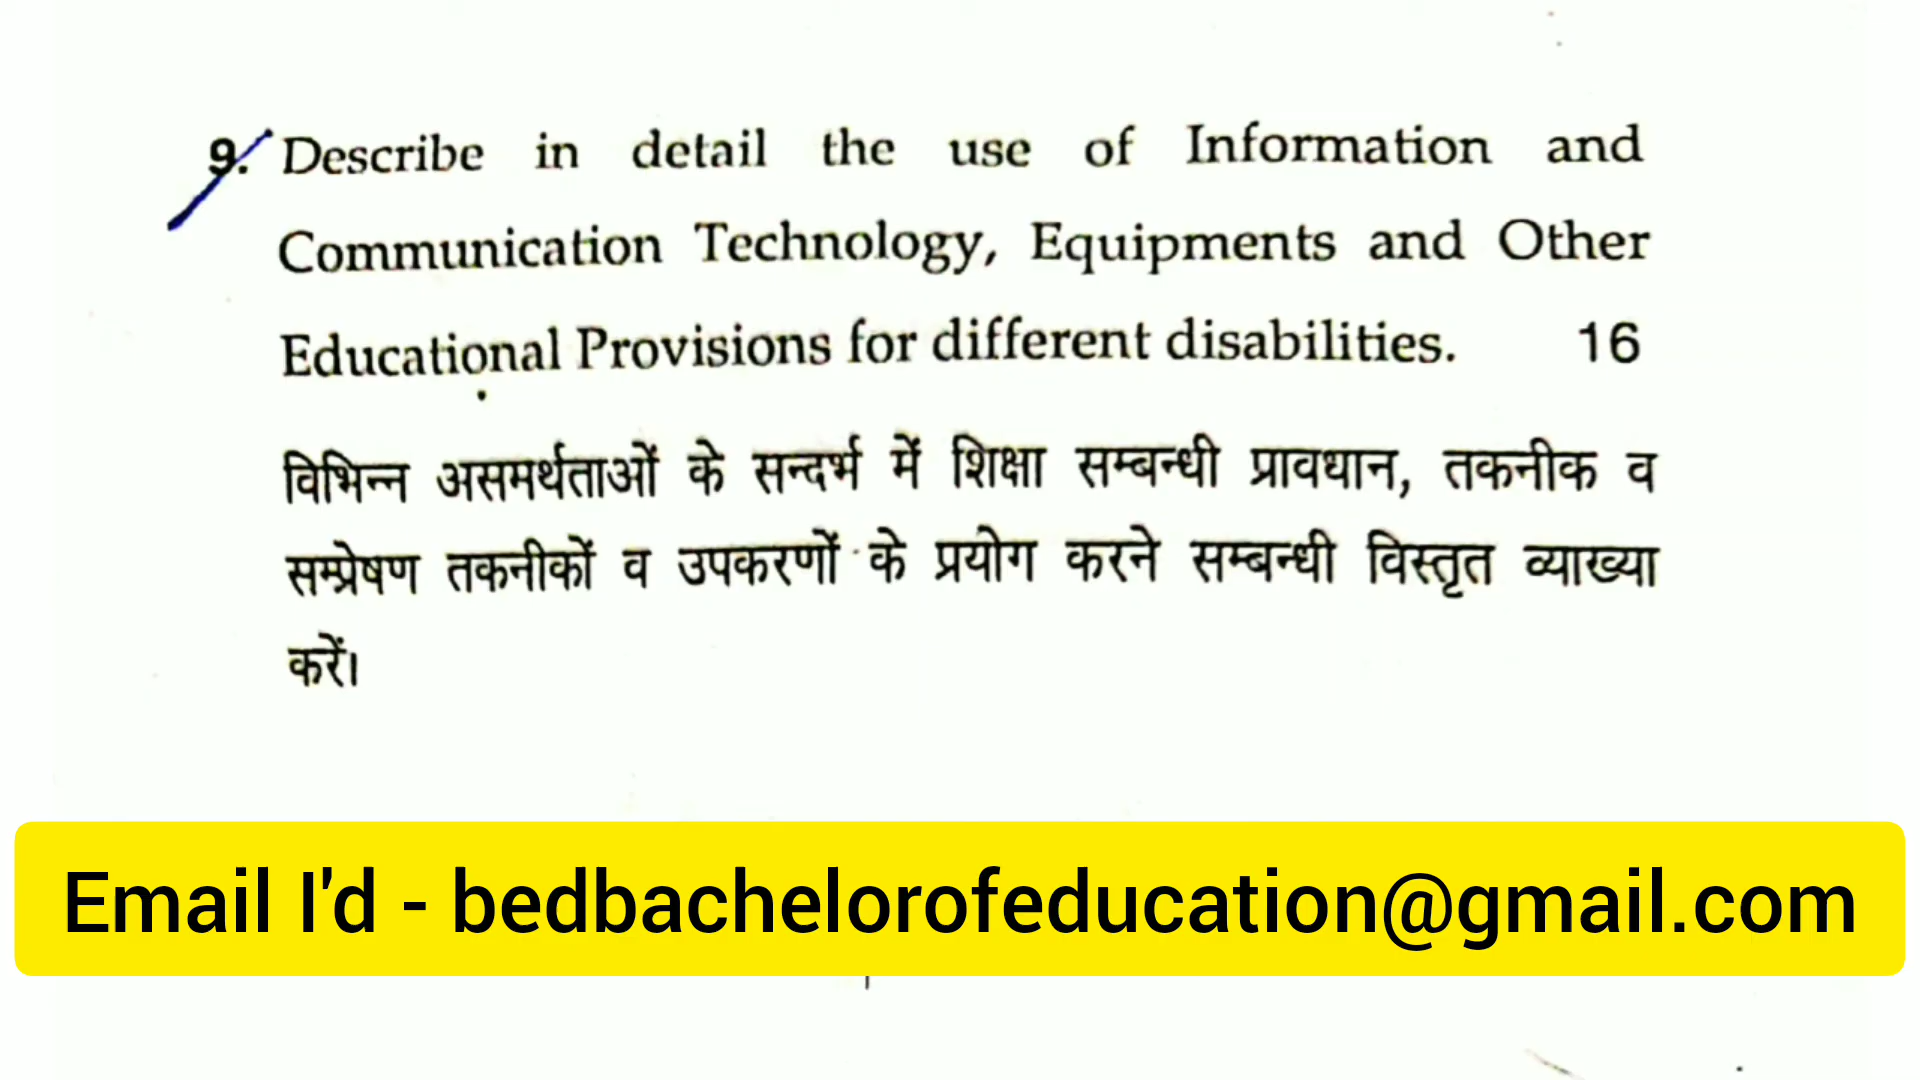 9. Describe in detail the use of Information and
Communication Technology, Equipments and Other
Educational Provisions for different disabilities. 16
विभिन्न असमर्थताओं के सन्दर्भ में शिक्षा सम्बन्धी प्रावधान, तकनीक व
सम्प्रेषण तकनीकों व उपकरणों के प्रयोग करने सम्बन्धी विस्तृत व्याख्या
करें।
Email I'd - bedbachelorofeducation@gmail.com